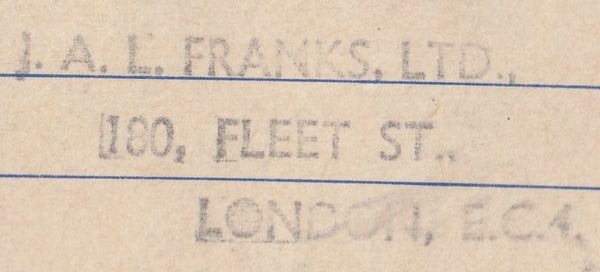 J. A. L. FRANKS, LTD.,
180, FLEET ST.,
LONDON, E.C.4.